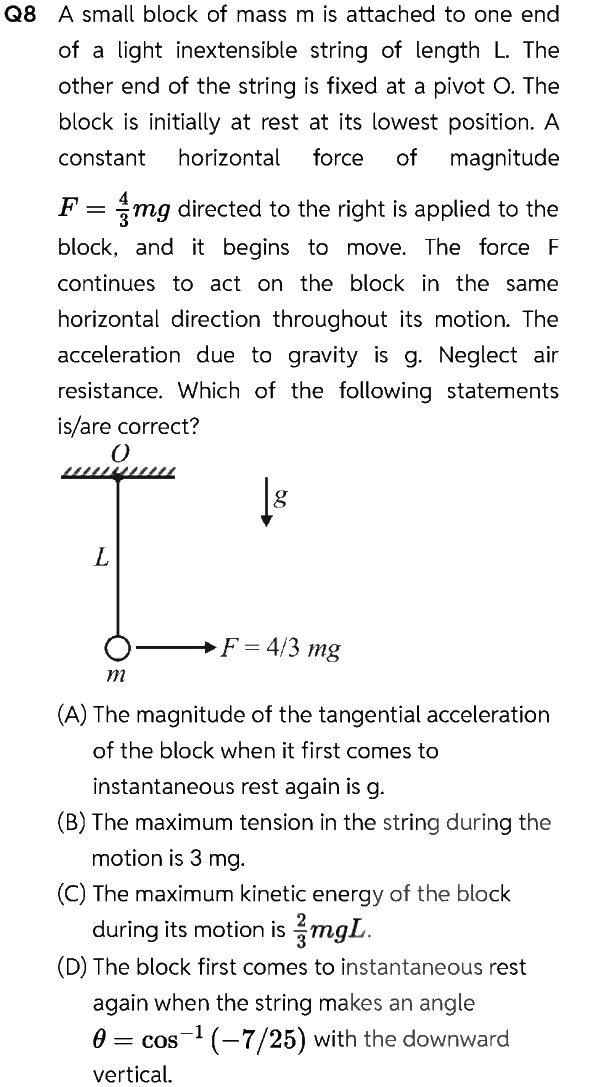 Q8 A small block of mass m is attached to one end
of a light inextensible string of length L. The
other end of the string is fixed at a pivot O. The
block is initially at rest at its lowest position. A
constant horizontal force of magnitude
F = 4/3 mg directed to the right is applied to the
block, and it begins to move. The force F
continues to act on the block in the same
horizontal direction throughout its motion. The
acceleration due to gravity is g. Neglect air
resistance. Which of the following statements
is/are correct?
O
g
L
F = 4/3 mg
m
(A) The magnitude of the tangential acceleration
of the block when it first comes to
instantaneous rest again is g.
(B) The maximum tension in the string during the
motion is 3 mg.
(C) The maximum kinetic energy of the block
during its motion is 2/3 mgL.
(D) The block first comes to instantaneous rest
again when the string makes an angle
θ = cos⁻¹ (−7/25) with the downward
vertical.